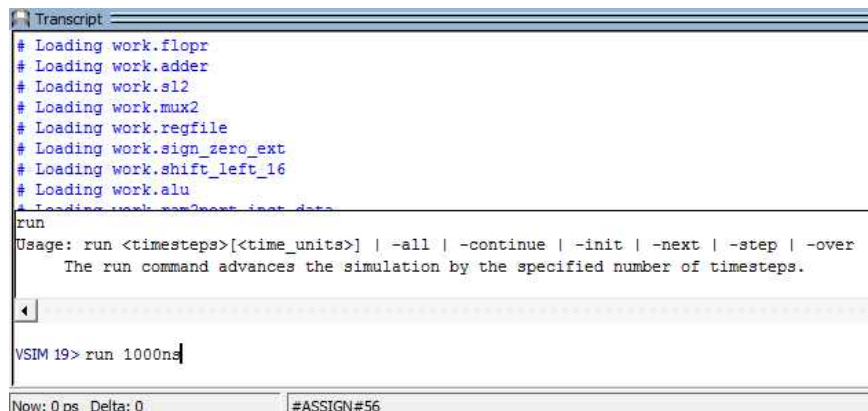 Transcript
# Loading work.flopr
# Loading work.adder
# Loading work.sl2
# Loading work.mux2
# Loading work.regfile
# Loading work.sign_zero_ext
# Loading work.shift_left_16
# Loading work.alu
# Loading work.ram2port_inst_data
run
Usage: run <timesteps>[<time_units>] | -all | -continue | -init | -next | -step | -over
The run command advances the simulation by the specified number of timesteps.
VSIM 19> run 1000ns
Now: 0 ps Delta: 0
#ASSIGN#56